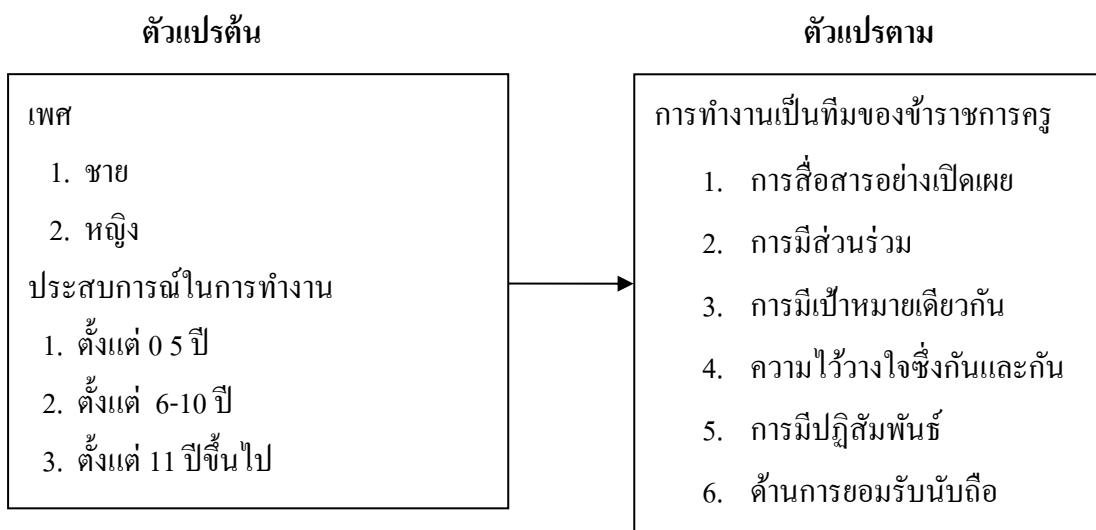 ตัวแปรต้น
เพศ
1. ชาย
2. หญิง
ประสบการณ์ในการทำงาน
1. ตั้งแต่ 0 5 ปี
2. ตั้งแต่ 6-10 ปี
3. ตั้งแต่ 11 ปีขึ้นไป
ตัวแปรตาม
การทำงานเป็นทีมของข้าราชการครู
1. การสื่อสารอย่างเปิดเผย
2. การมีส่วนร่วม
3. การมีเป้าหมายเดียวกัน
4. ความไว้วางใจซึ่งกันและกัน
5. การมีปฏิสัมพันธ์
6. ด้านการยอมรับนับถือ